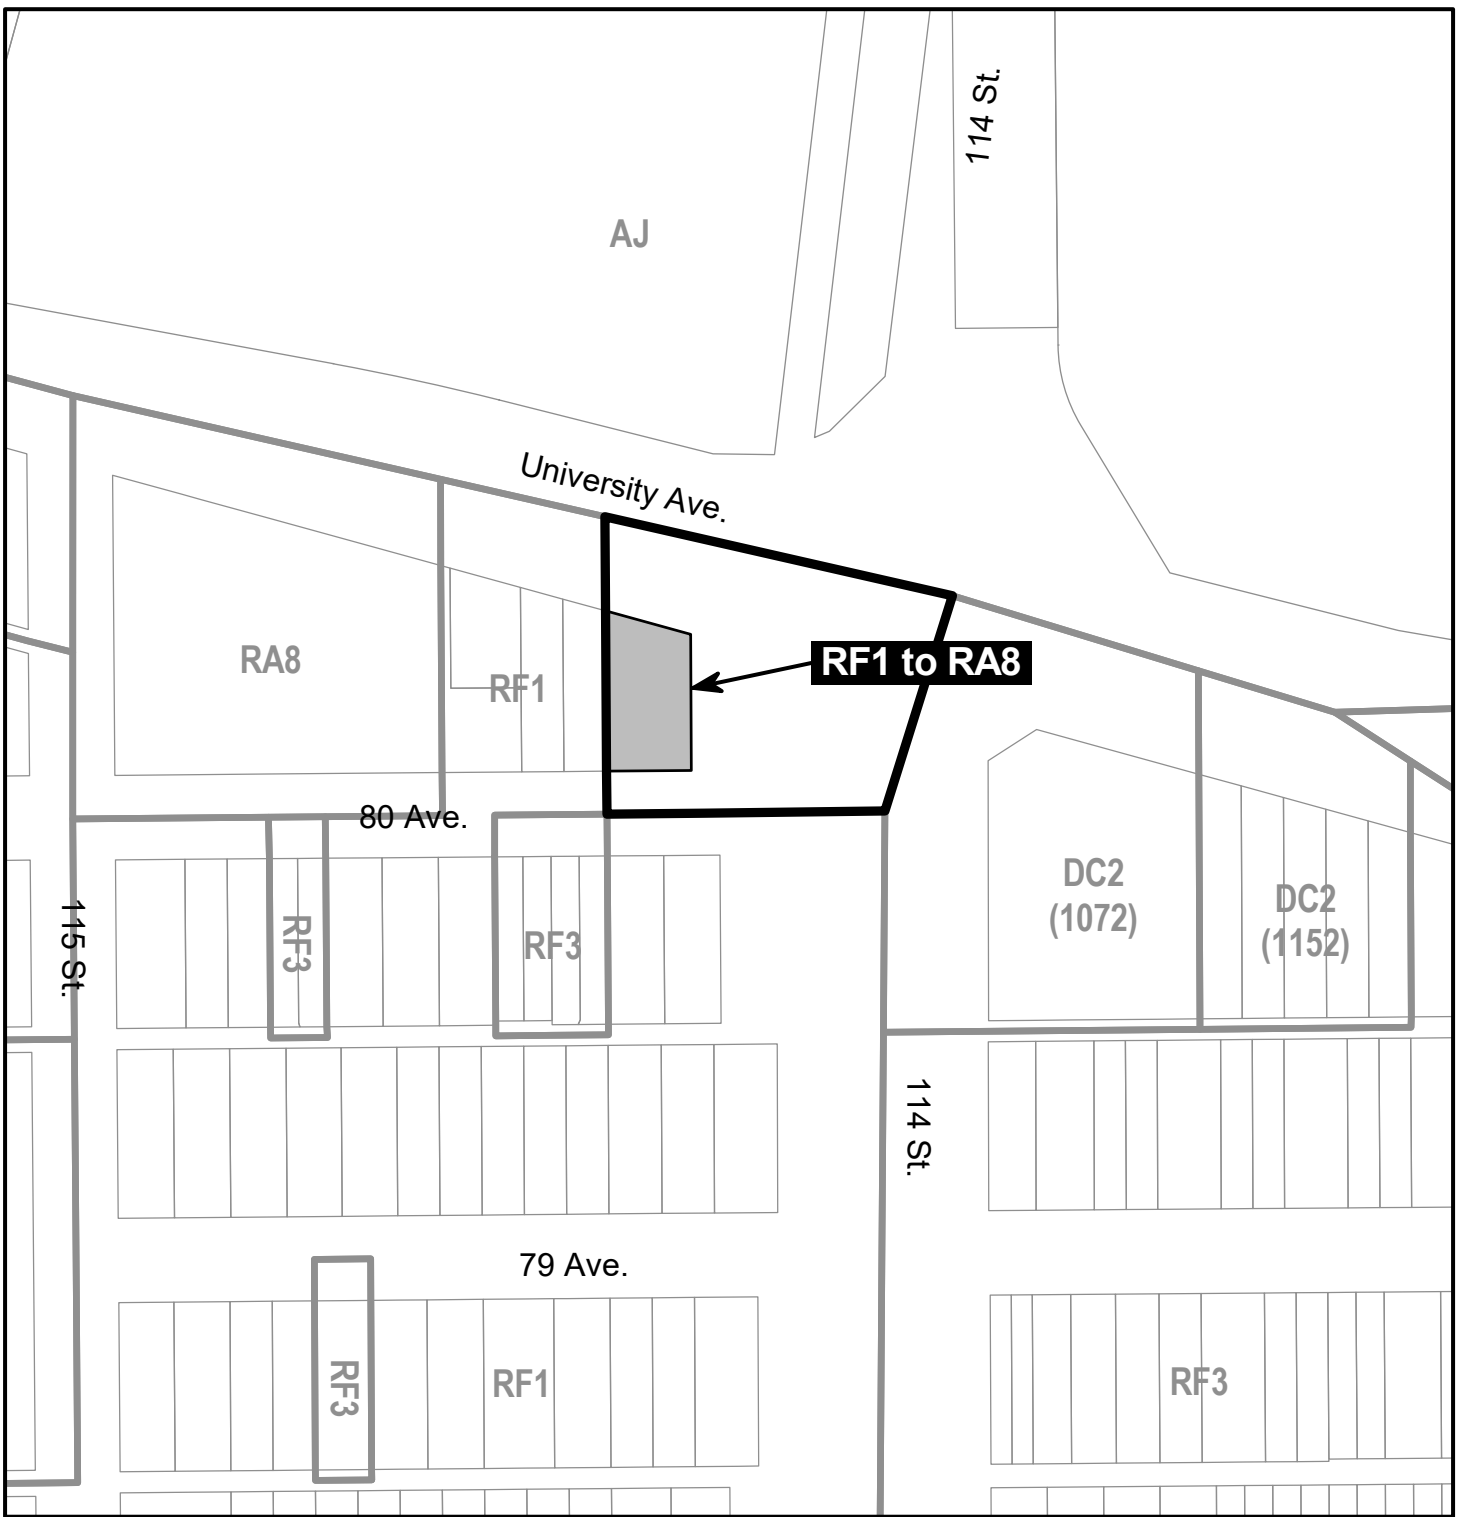 114 St.
AJ
University Ave.
RA8
RF1
RF1 to RA8
80 Ave.
DC2
(1072)
DC2
(1152)
115 St.
RF3
RF3
114 St.
79 Ave.
RF3
RF1
RF3